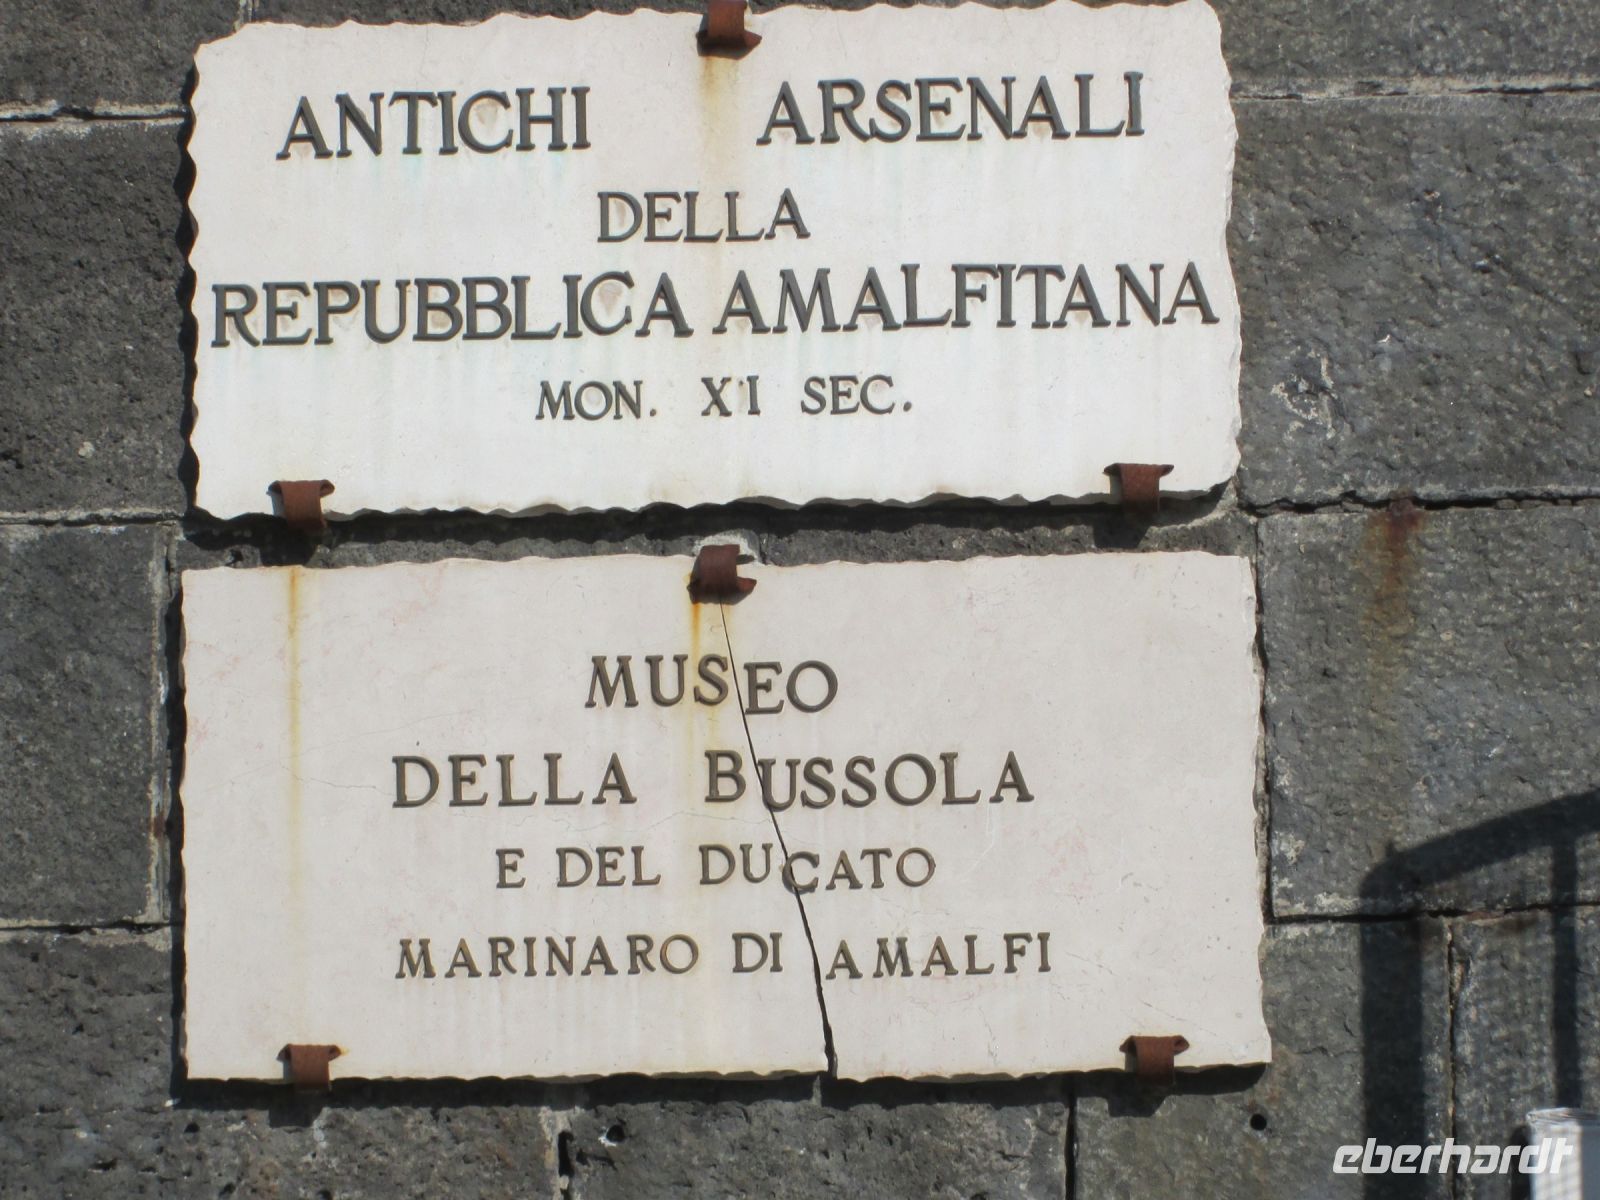 ANTICHI ARSENALI
DELLA
REPUBBLICA AMALFITANA
MON. XI SEC.
MUSEO
DELLA BUSSOLA
E DEL DUCATO
MARINARO DI AMALFI
eberhardt